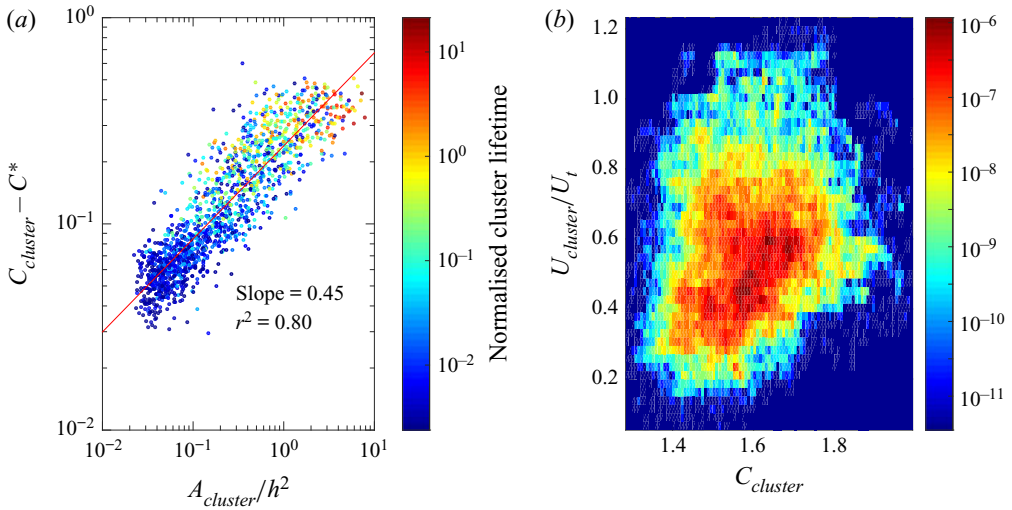 (a)
10^0
10^-1
10^-2
C_cluster – C*
10^-2 10^-1 10^0 10^1
A_cluster/h^2
Slope = 0.45
r^2 = 0.80
10^1
10^0
10^-1
10^-2
Normalised cluster lifetime
(b)
1.2
1.0
0.8
0.6
0.4
0.2
U_cluster/U_t
1.4 1.6 1.8
C_cluster
10^-6
10^-7
10^-8
10^-9
10^-10
10^-11